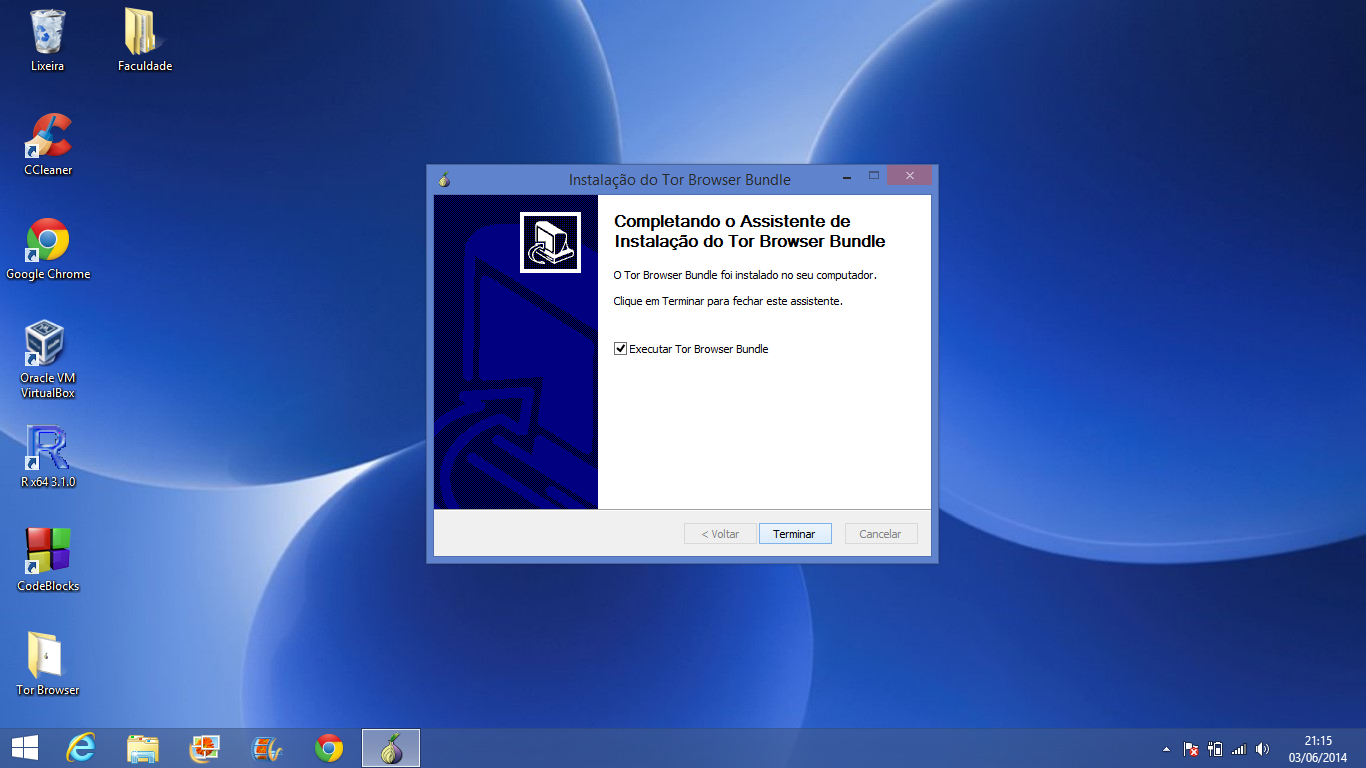 Lixeira
Faculdade
CCleaner
Google Chrome
Oracle VM
VirtualBox
R x64 3.1.0
CodeBlocks
Tor Browser
Instalação do Tor Browser Bundle
Completando o Assistente de
Instalação do Tor Browser Bundle
O Tor Browser Bundle foi instalado no seu computador.
Clique em Terminar para fechar este assistente.
Executar Tor Browser Bundle
< Voltar
Terminar
Cancelar
21:15
03/06/2014